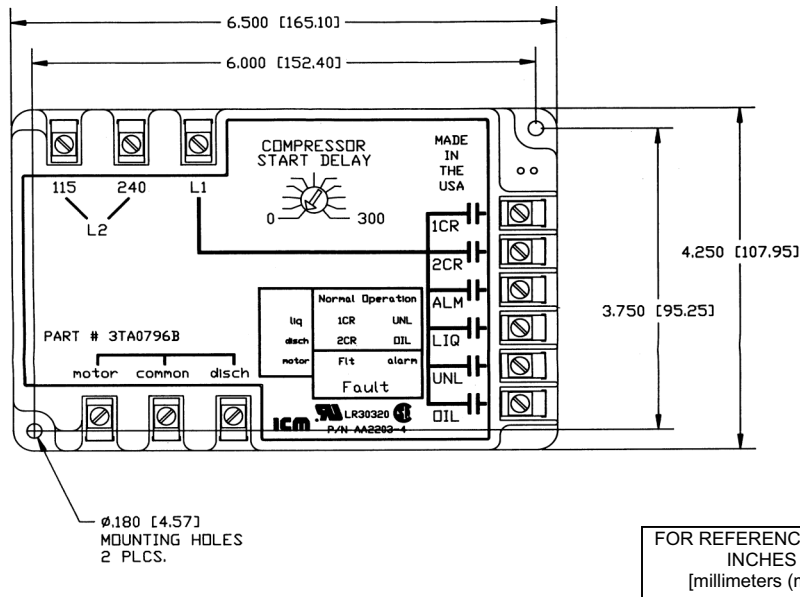 6.500 [165.10]
6.000 [152.40]
COMPRESSOR
START DELAY
0 300
MADE
IN
THE
USA
115 240 L1
L2
1CR
2CR
ALM
LIQ
UNL
OIL
4.250 [107.95]
3.750 [95.25]
Normal Operation
liq 1CR UNL
disch 2CR OIL
motor Flt alarm
Fault
PART # 3TA0796B
motor common disch
ICM LR30320
P/N AA2203-4
Ø.180 [4.57]
MOUNTING HOLES
2 PLCS.
FOR REFERENC
INCHES
[millimeters (